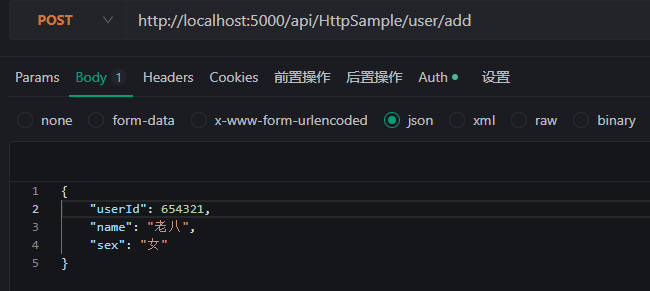 POST http://localhost:5000/api/HttpSample/user/add
Params Body 1 Headers Cookies 前置操作 后置操作 Auth 设置
none form-data x-www-form-urlencoded json xml raw binary
1 {
2 "userId": 654321,
3 "name": "老八",
4 "sex": "女"
5 }